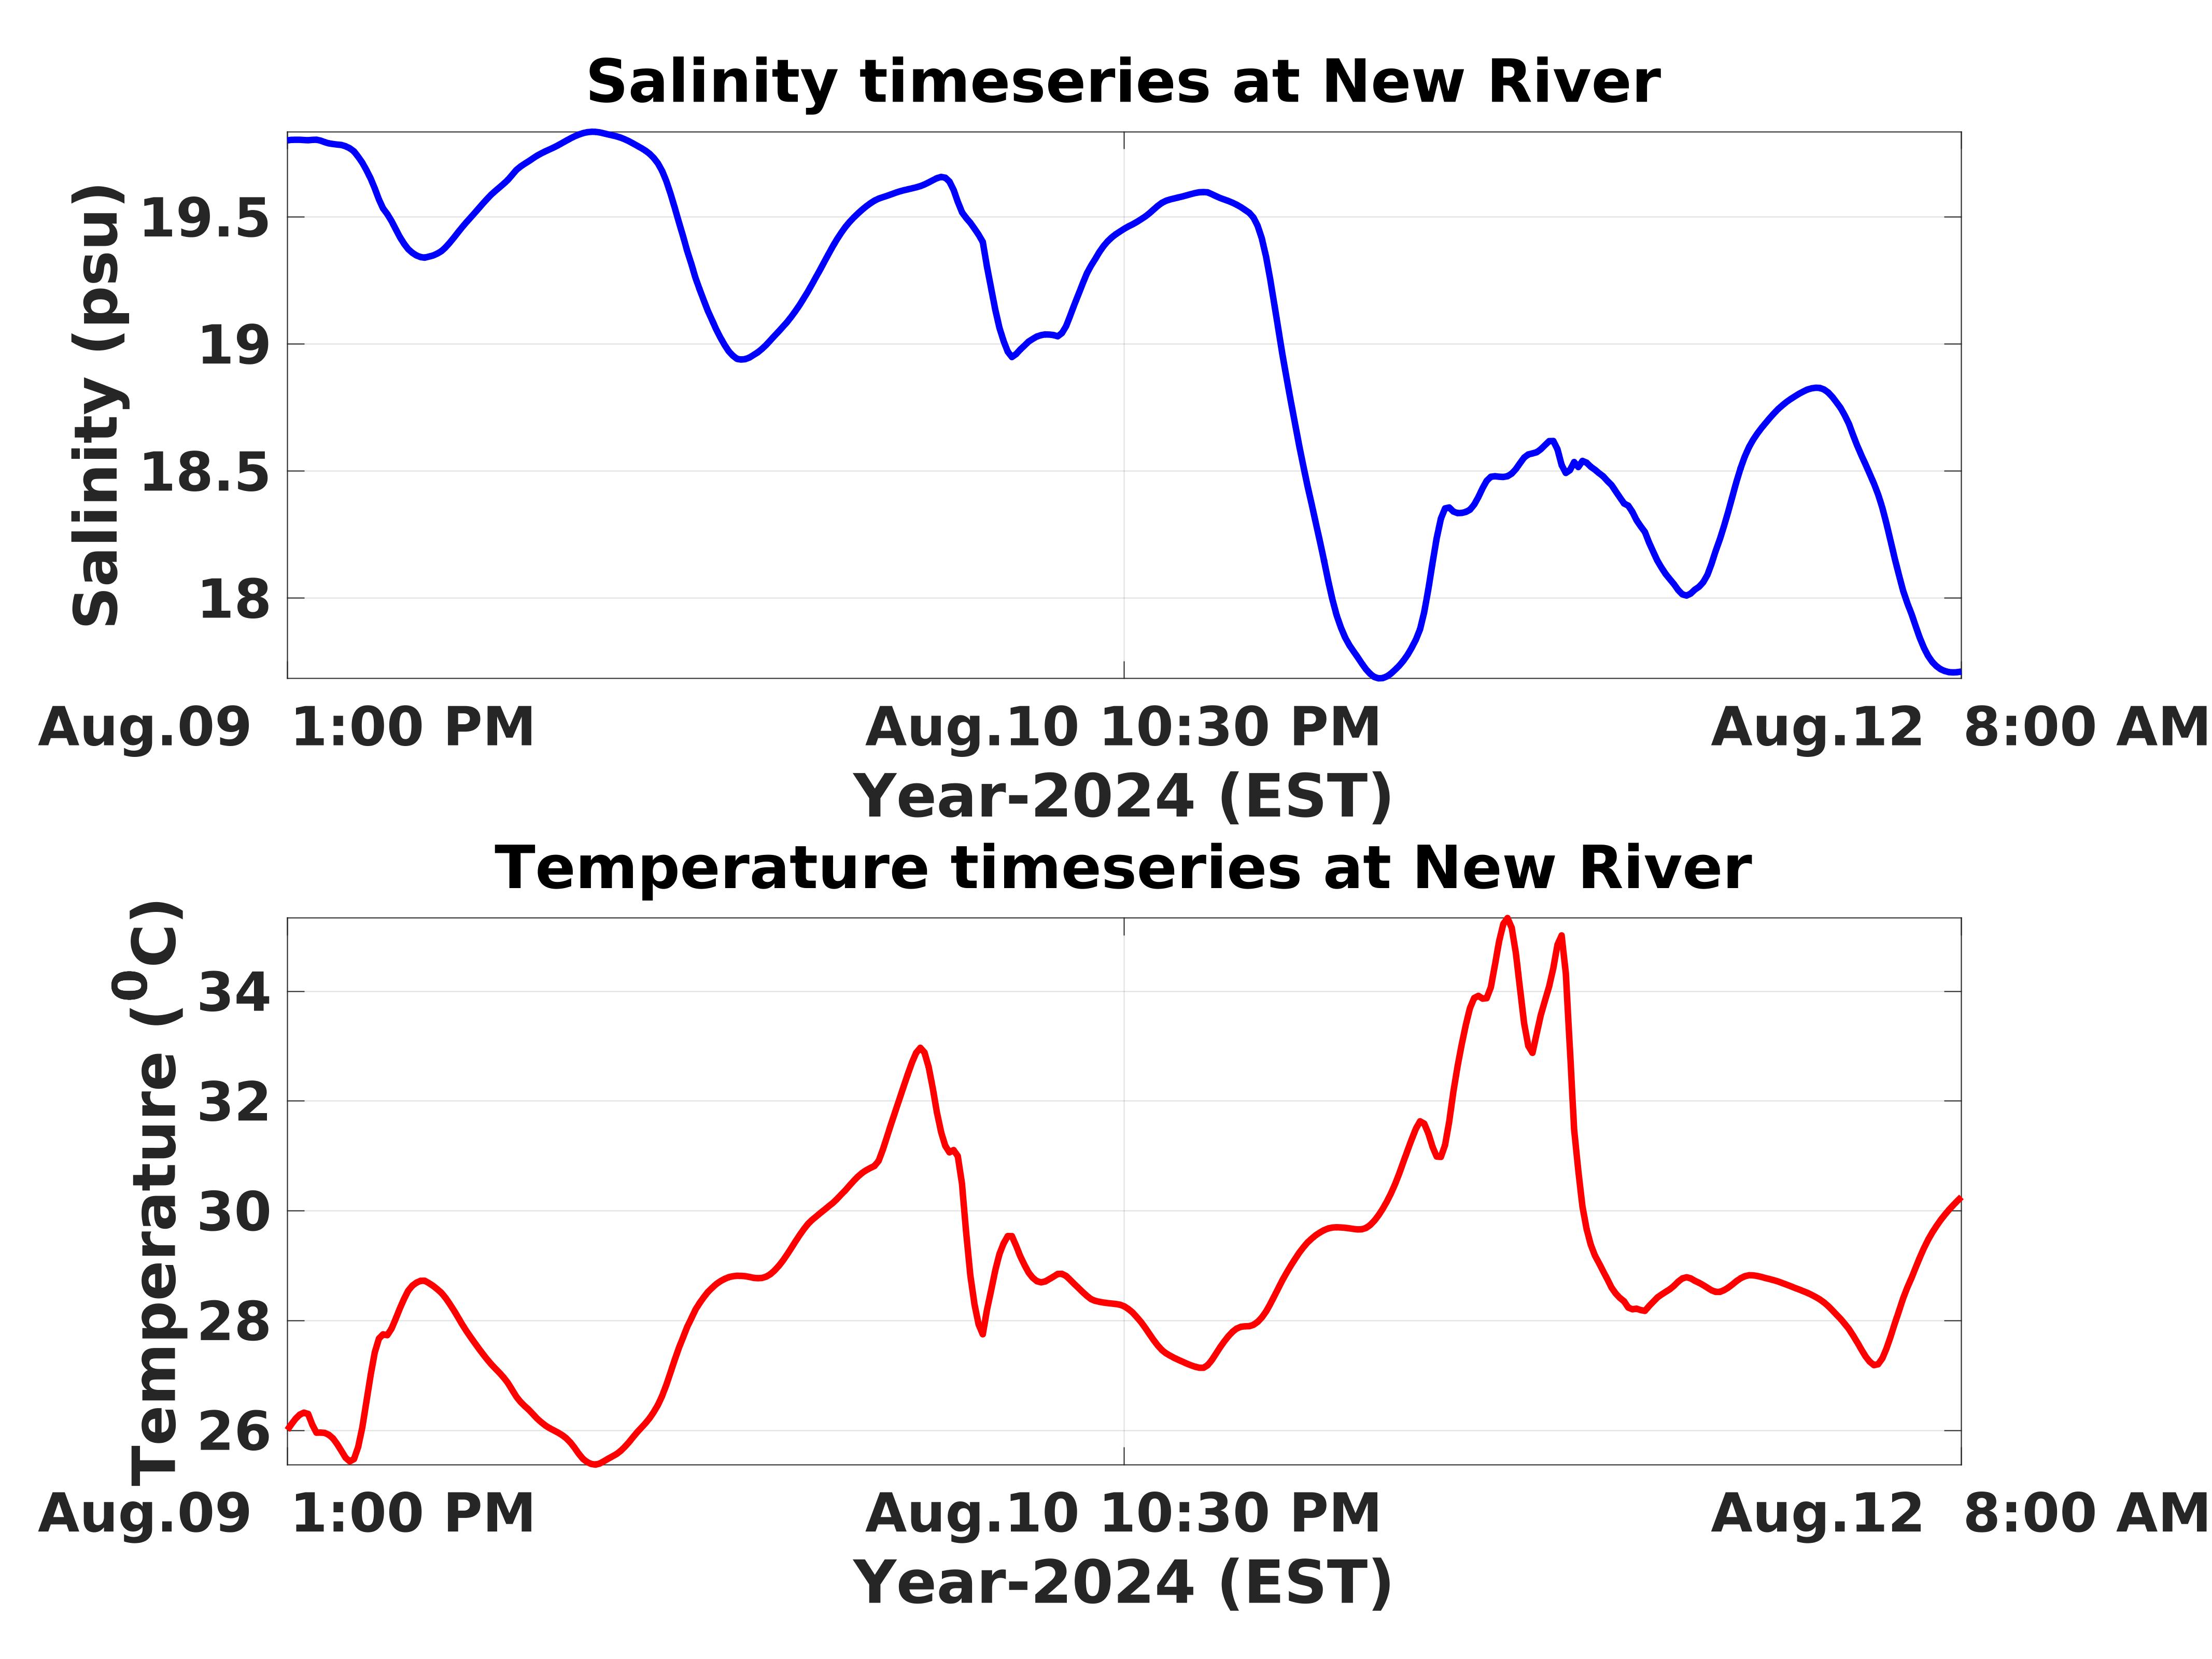 Salinity timeseries at New River
Salinity (psu)
19.5
19
18.5
18
Aug.09 1:00 PM Aug.10 10:30 PM Aug.12 8:00 AM
Year-2024 (EST)
Temperature timeseries at New River
Temperature (⁰C)
34
32
30
28
26
Aug.09 1:00 PM Aug.10 10:30 PM Aug.12 8:00 AM
Year-2024 (EST)